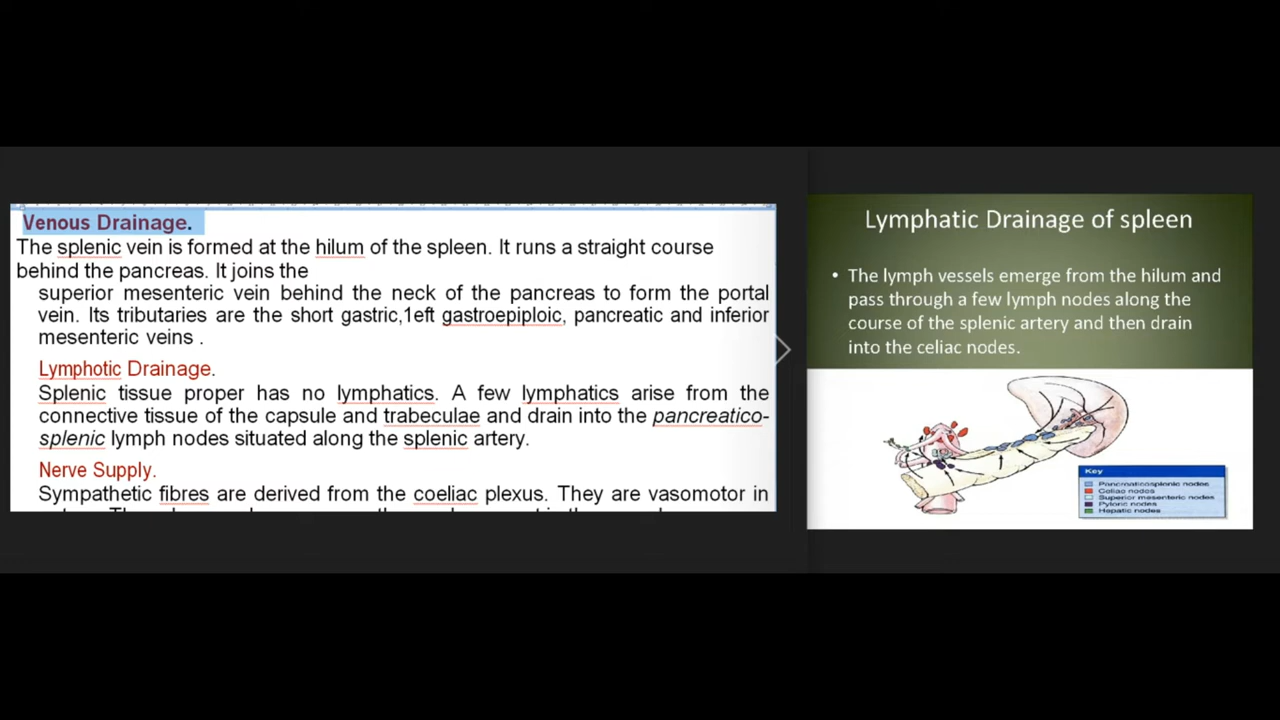 Venous Drainage.
The splenic vein is formed at the hilum of the spleen. It runs a straight course
behind the pancreas. It joins the
superior mesenteric vein behind the neck of the pancreas to form the portal
vein. Its tributaries are the short gastric,1eft gastroepiploic, pancreatic and inferior
mesenteric veins .
Lymphotic Drainage.
Splenic tissue proper has no lymphatics. A few lymphatics arise from the
connective tissue of the capsule and trabeculae and drain into the pancreatico-
splenic lymph nodes situated along the splenic artery.
Nerve Supply.
Sympathetic fibres are derived from the coeliac plexus. They are vasomotor in
Lymphatic Drainage of spleen
• The lymph vessels emerge from the hilum and
pass through a few lymph nodes along the
course of the splenic artery and then drain
into the celiac nodes.
Key
Pancreaticosplenic nodes
Celiac nodes
Superior mesenteric nodes
Pyloric nodes
Hepatic nodes